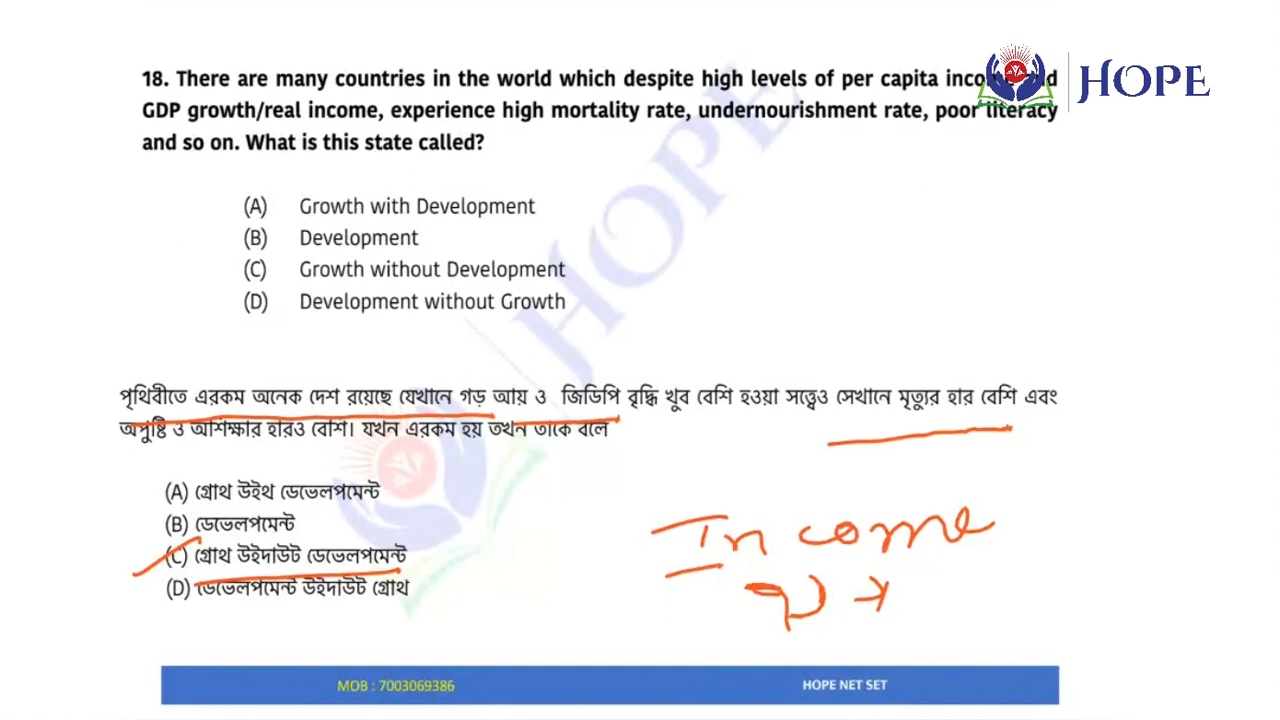 HOPE
18. There are many countries in the world which despite high levels of per capita income and
GDP growth/real income, experience high mortality rate, undernourishment rate, poor literacy
and so on. What is this state called?
(A) Growth with Development
(B) Development
(C) Growth without Development
(D) Development without Growth
HOPE
পৃথিবীতে এরকম অনেক দেশ রয়েছে যেখানে গড় আয় ও জিডিপি বৃদ্ধি খুব বেশি হওয়া সত্ত্বেও সেখানে মৃত্যুর হার বেশি এবং
অপুষ্টি ও অশিক্ষার হারও বেশি। যখন এরকম হয় তখন তাকে বলে
(A) গ্রোথ উইথ ডেভেলপমেন্ট
(B) ডেভেলপমেন্ট
(C) গ্রোথ উইদাউট ডেভেলপমেন্ট
(D) ডেভেলপমেন্ট উইদাউট গ্রোথ
Income
MOB : 7003069386 HOPE NET SET